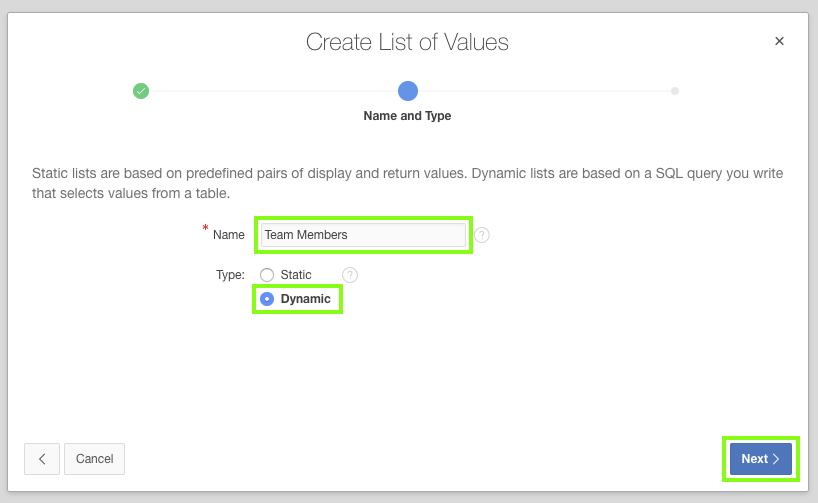 Create List of Values
Name and Type
Static lists are based on predefined pairs of display and return values. Dynamic lists are based on a SQL query you write
that selects values from a table.
* Name Team Members ?
Type: Static ?
Dynamic
Cancel Next